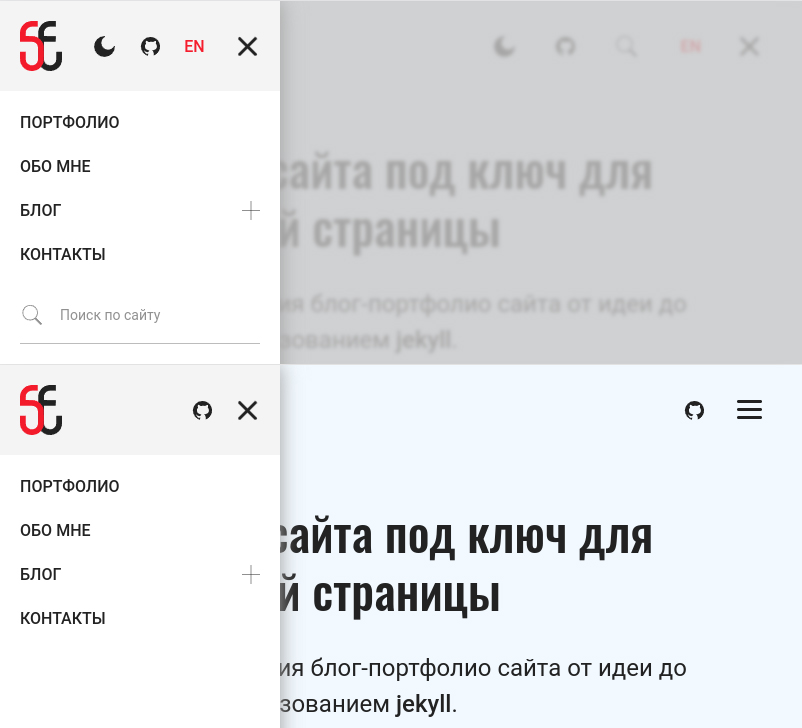 EN
EN
ПОРТФОЛИО
ОБО МНЕ
БЛОГ
КОНТАКТЫ
Поиск по сайту
сайта под ключ для
й страницы
ия блог-портфолио сайта от идеи до
зованием jekyll.
ПОРТФОЛИО
ОБО МНЕ
БЛОГ
КОНТАКТЫ
сайта под ключ для
й страницы
ия блог-портфолио сайта от идеи до
зованием jekyll.